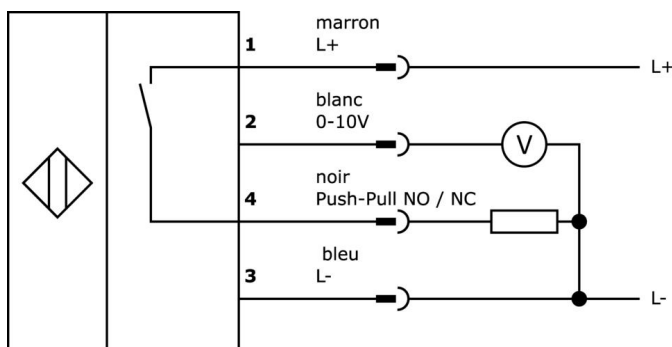 marron
1 L+
L+
blanc
2 0-10V
V
noir
4 Push-Pull NO / NC
bleu
3 L-
L-